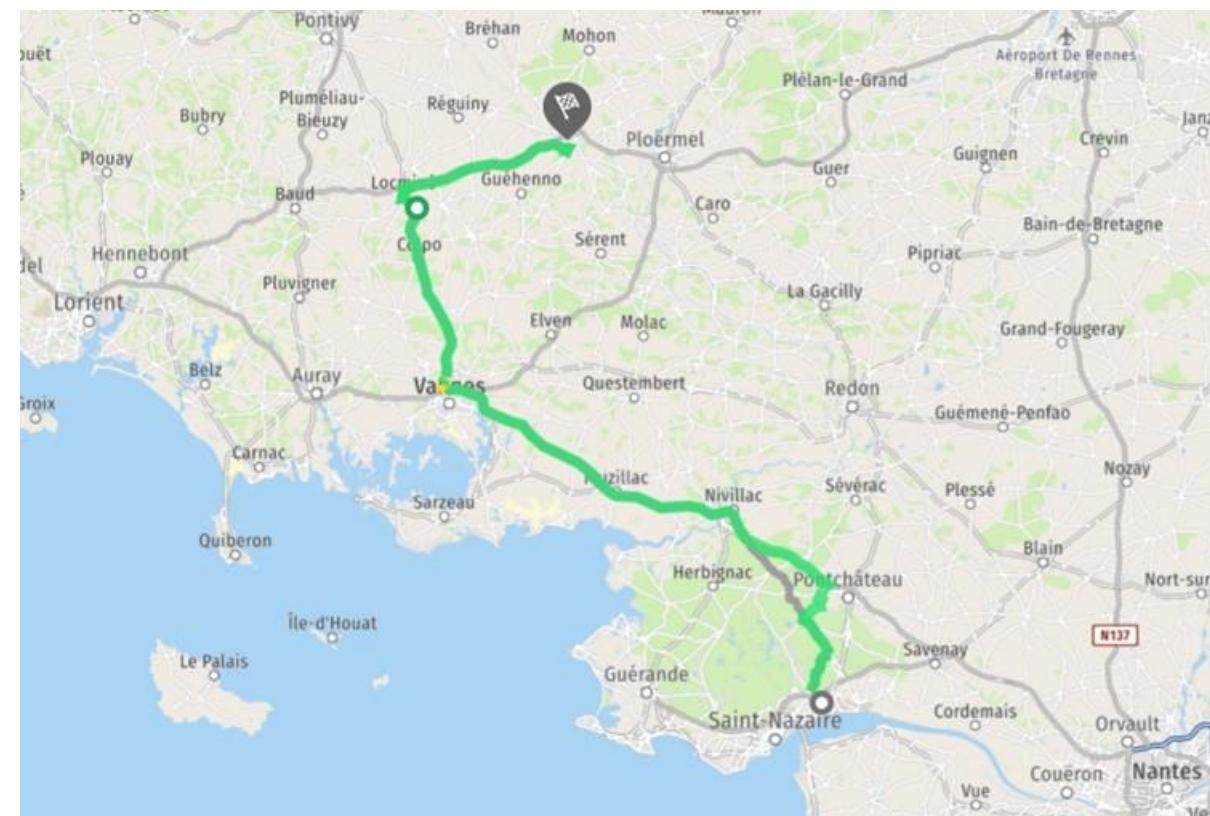 Pontivy
Bréhan
Mohon
Aéroport De Rennes
Bretagne
Plélan-le-Grand
Pluméliau-
Bieuzy
Réguiny
Bubry
Ploërmel
Crevin
Plouay
Guignen
Guer
Guéhenno
Baud
Caro
Bain-de-Bretagne
Sérent
Hennebont
Pipriac
Pluvigner
La Gacilly
Lorient
Elven
Molac
Grand-Fougeray
Belz
Auray
Questembert
Redon
Guémené-Penfao
Carnac
Nozay
Sévérac
Plessé
Nivillac
Sarzeau
Quiberon
Blain
Herbignac
Pontchâteau
Nort-sur
Île-d'Houat
N137
Savenay
Le Palais
Guérande
Cordemais
Saint-Nazaire
Orvault
Couëron
Nantes
Vue